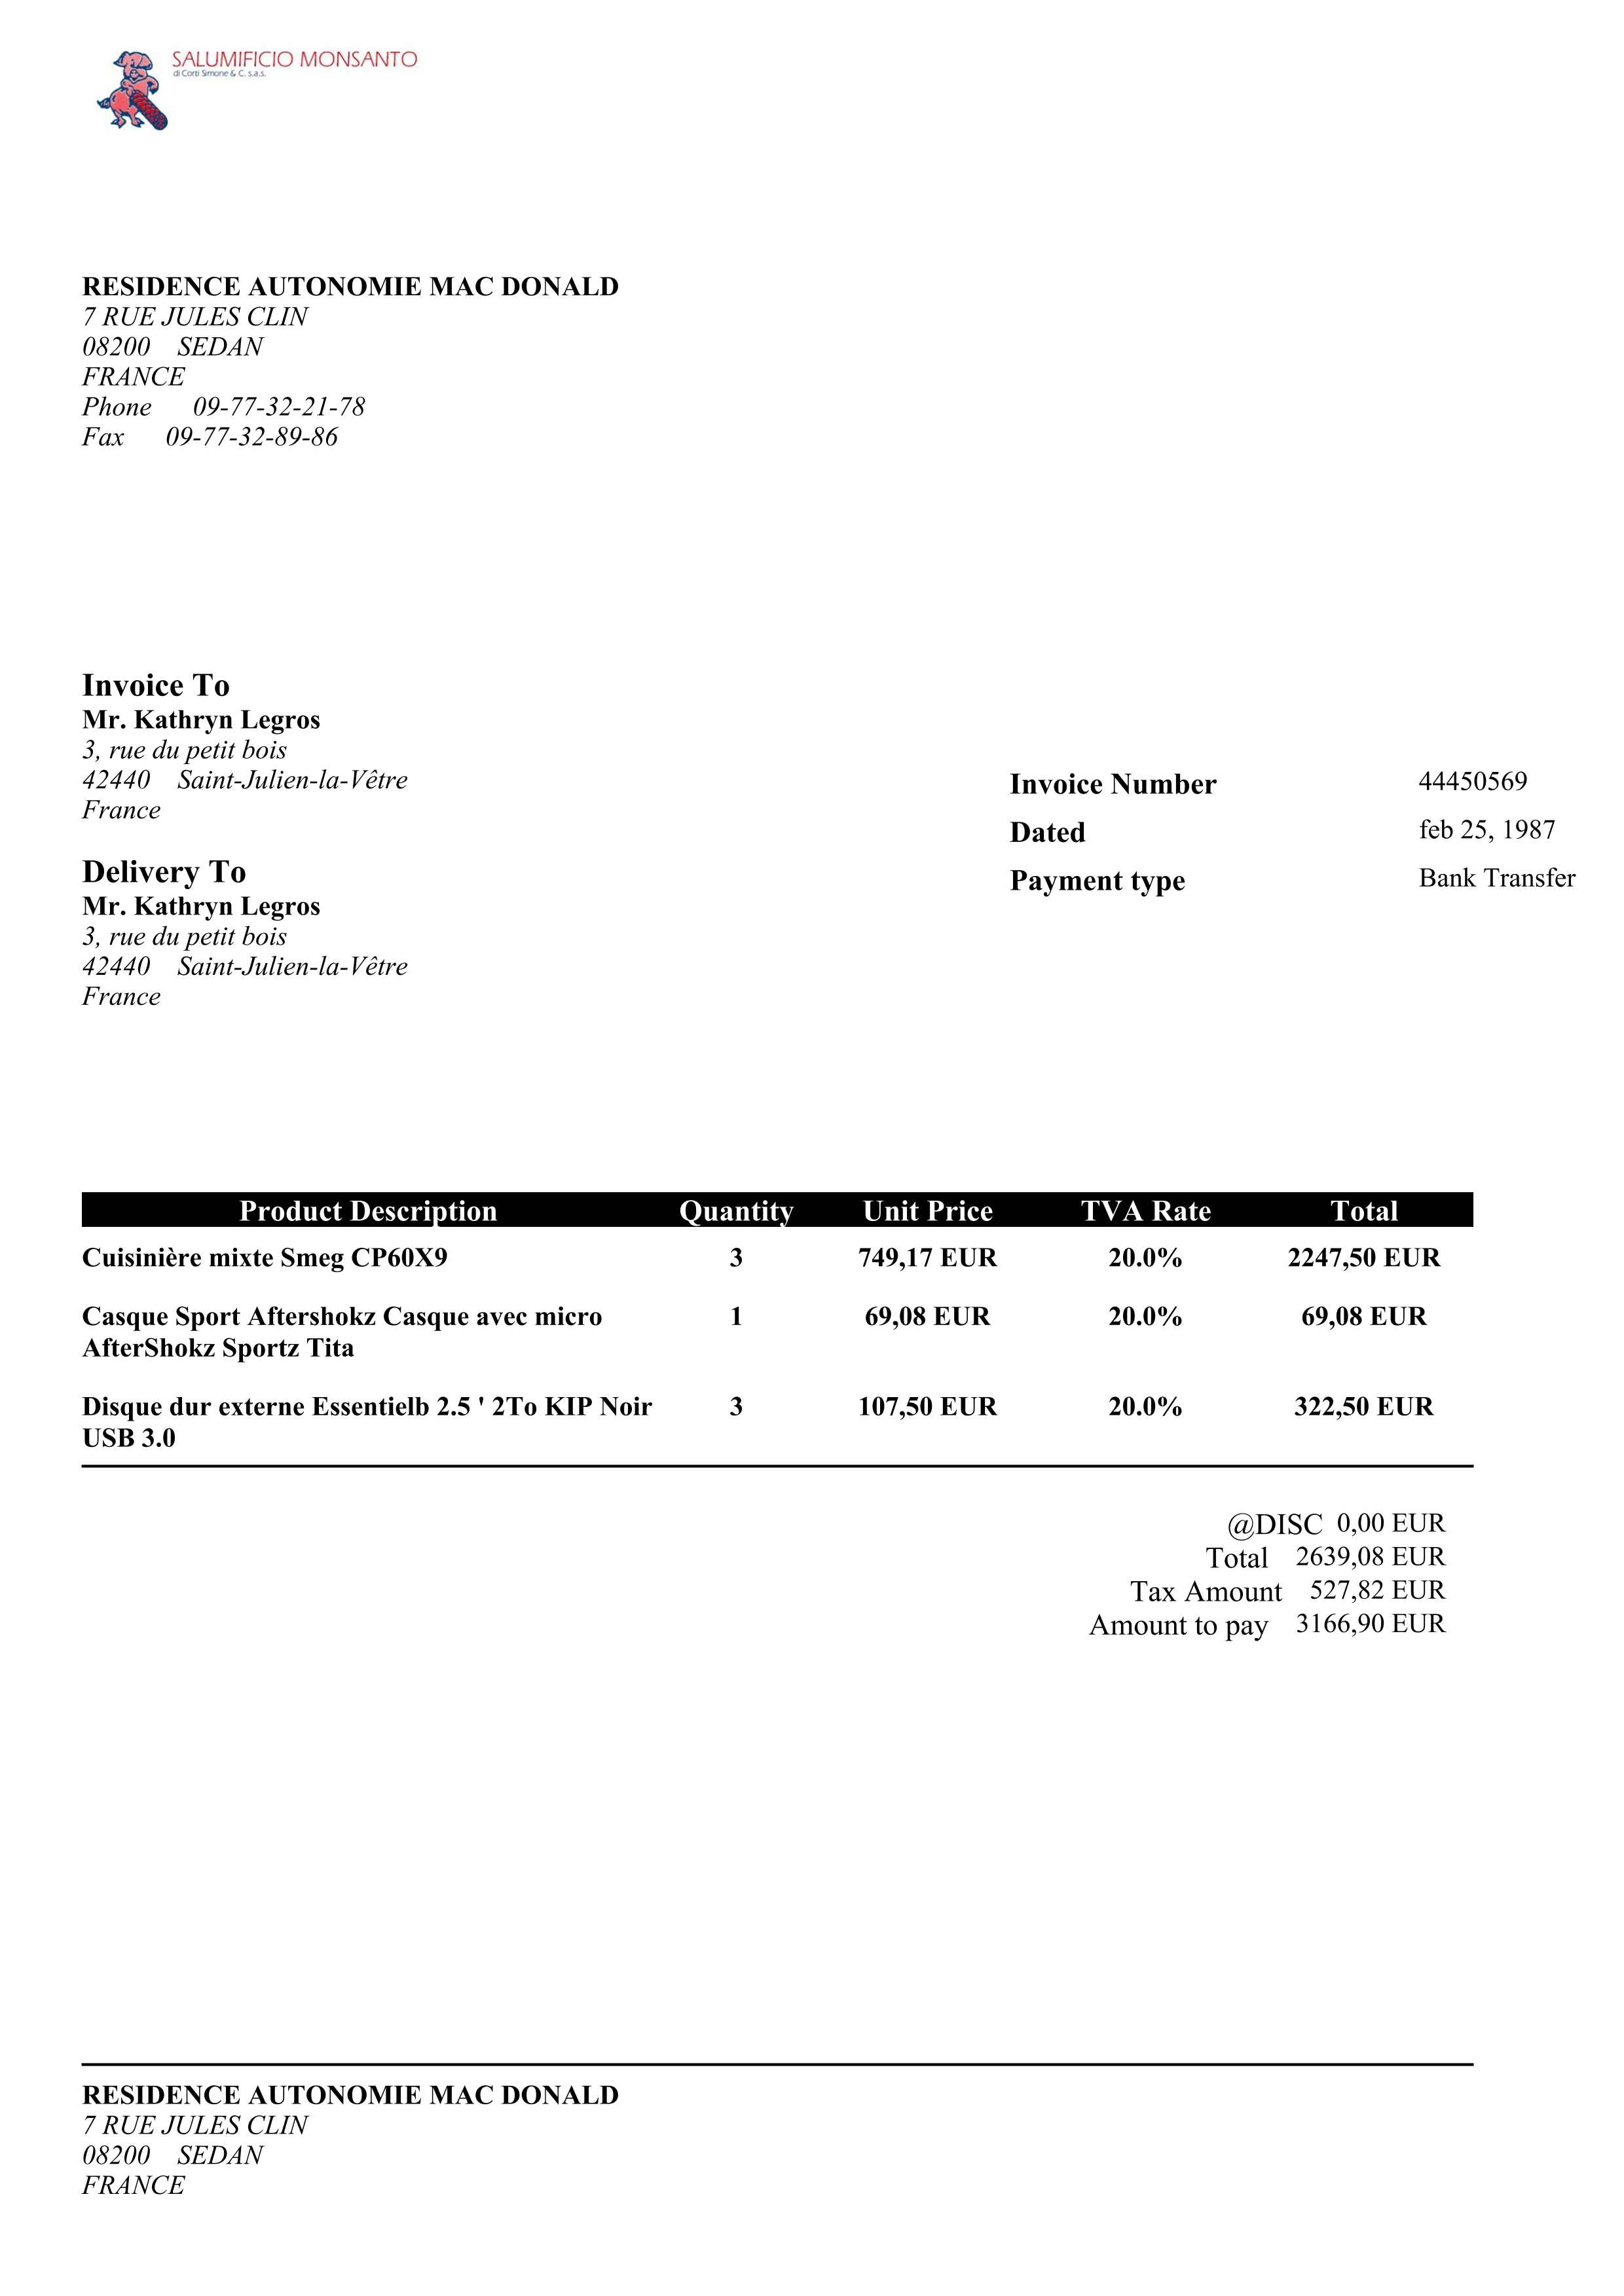 SALUMIFICIO MONSANTO
di Corti Simone & C. s.a.s.
RESIDENCE AUTONOMIE MAC DONALD
7 RUE JULES CLIN
08200 SEDAN
FRANCE
Phone 09-77-32-21-78
Fax 09-77-32-89-86
Invoice To
Mr. Kathryn Legros
3, rue du petit bois
42440 Saint-Julien-la-Vêtre
France
Delivery To
Mr. Kathryn Legros
3, rue du petit bois
42440 Saint-Julien-la-Vêtre
France
Invoice Number 44450569
Dated feb 25, 1987
Payment type Bank Transfer
Product Description Quantity Unit Price TVA Rate Total
Cuisinière mixte Smeg CP60X9 3 749,17 EUR 20.0% 2247,50 EUR
Casque Sport Aftershokz Casque avec micro 1 69,08 EUR 20.0% 69,08 EUR
AfterShokz Sportz Tita
Disque dur externe Essentielb 2.5 ' 2To KIP Noir 3 107,50 EUR 20.0% 322,50 EUR
USB 3.0
@DISC 0,00 EUR
Total 2639,08 EUR
Tax Amount 527,82 EUR
Amount to pay 3166,90 EUR
RESIDENCE AUTONOMIE MAC DONALD
7 RUE JULES CLIN
08200 SEDAN
FRANCE